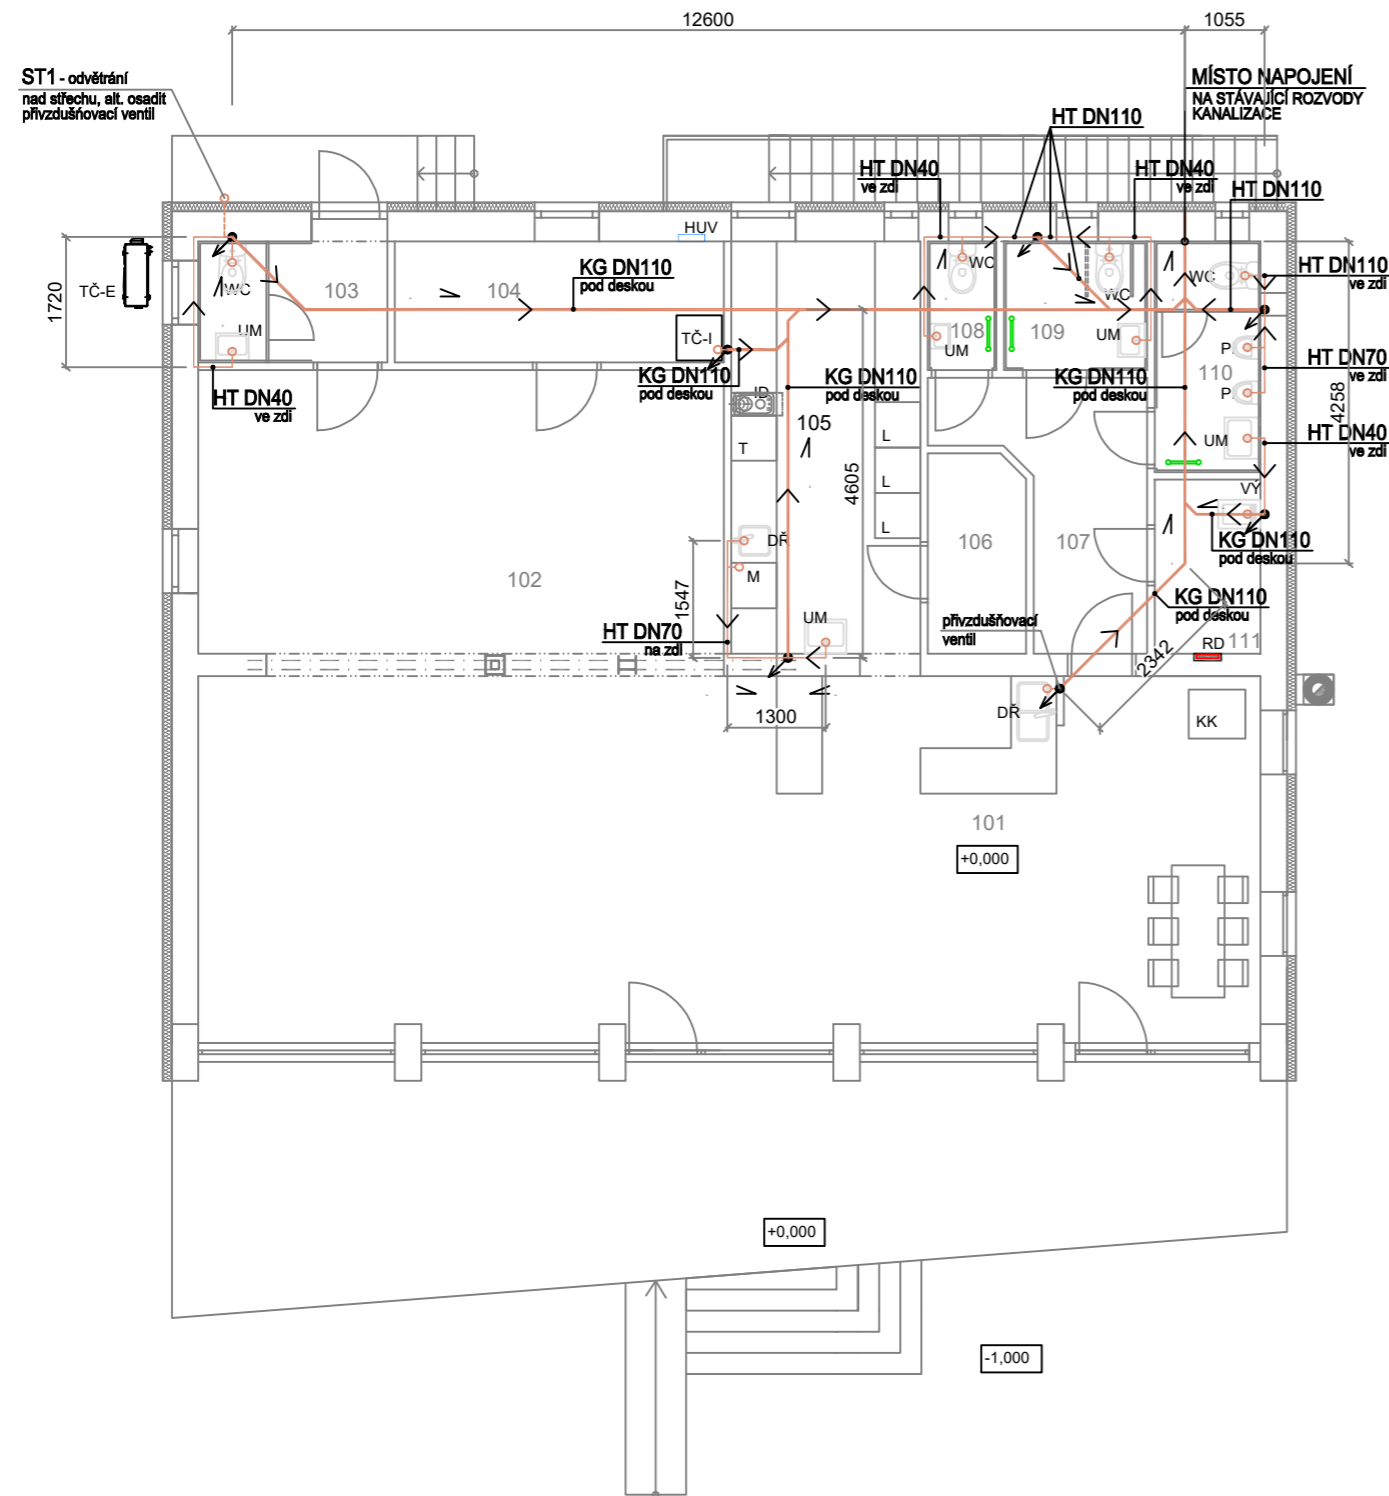 12600
1055
ST1 - odvětrání
nad střechu, alt. osadit
přivzdušňovací ventil
MÍSTO NAPOJENÍ
NA STÁVAJÍCÍ ROZVODY
KANALIZACE
HT DN110
HT DN40
ve zdi
HT DN40
ve zdi
HT DN110
HUV
TČ-E
1720
WC
UM
103
104
KG DN110
pod deskou
WC
WC
WC
HT DN110
ve zdi
TČ-I
108
109
UM
UM
P.
110
P.
HT DN70
ve zdi
4258
KG DN110
pod deskou
KG DN110
pod deskou
KG DN110
pod deskou
HT DN40
ve zdi
ID
105
T
L
L
L
UM
HT DN40
ve zdi
4605
VÝ
DŘ
KG DN110
pod deskou
102
106
107
M
1547
KG DN110
pod deskou
UM
přivzdušňovací
ventil
HT DN70
na zdi
RD
111
2342
1300
DŘ
KK
101
+0,000
+0,000
-1,000